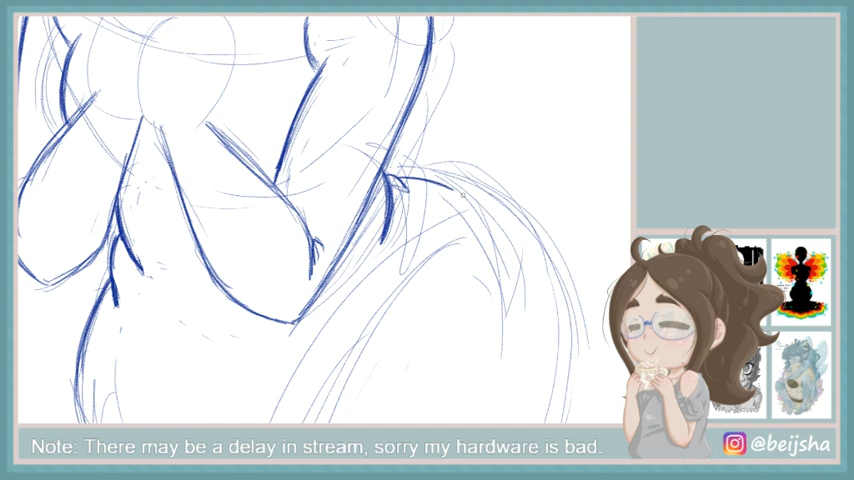 Note: There may be a delay in stream, sorry my hardware is bad.
@beijsha